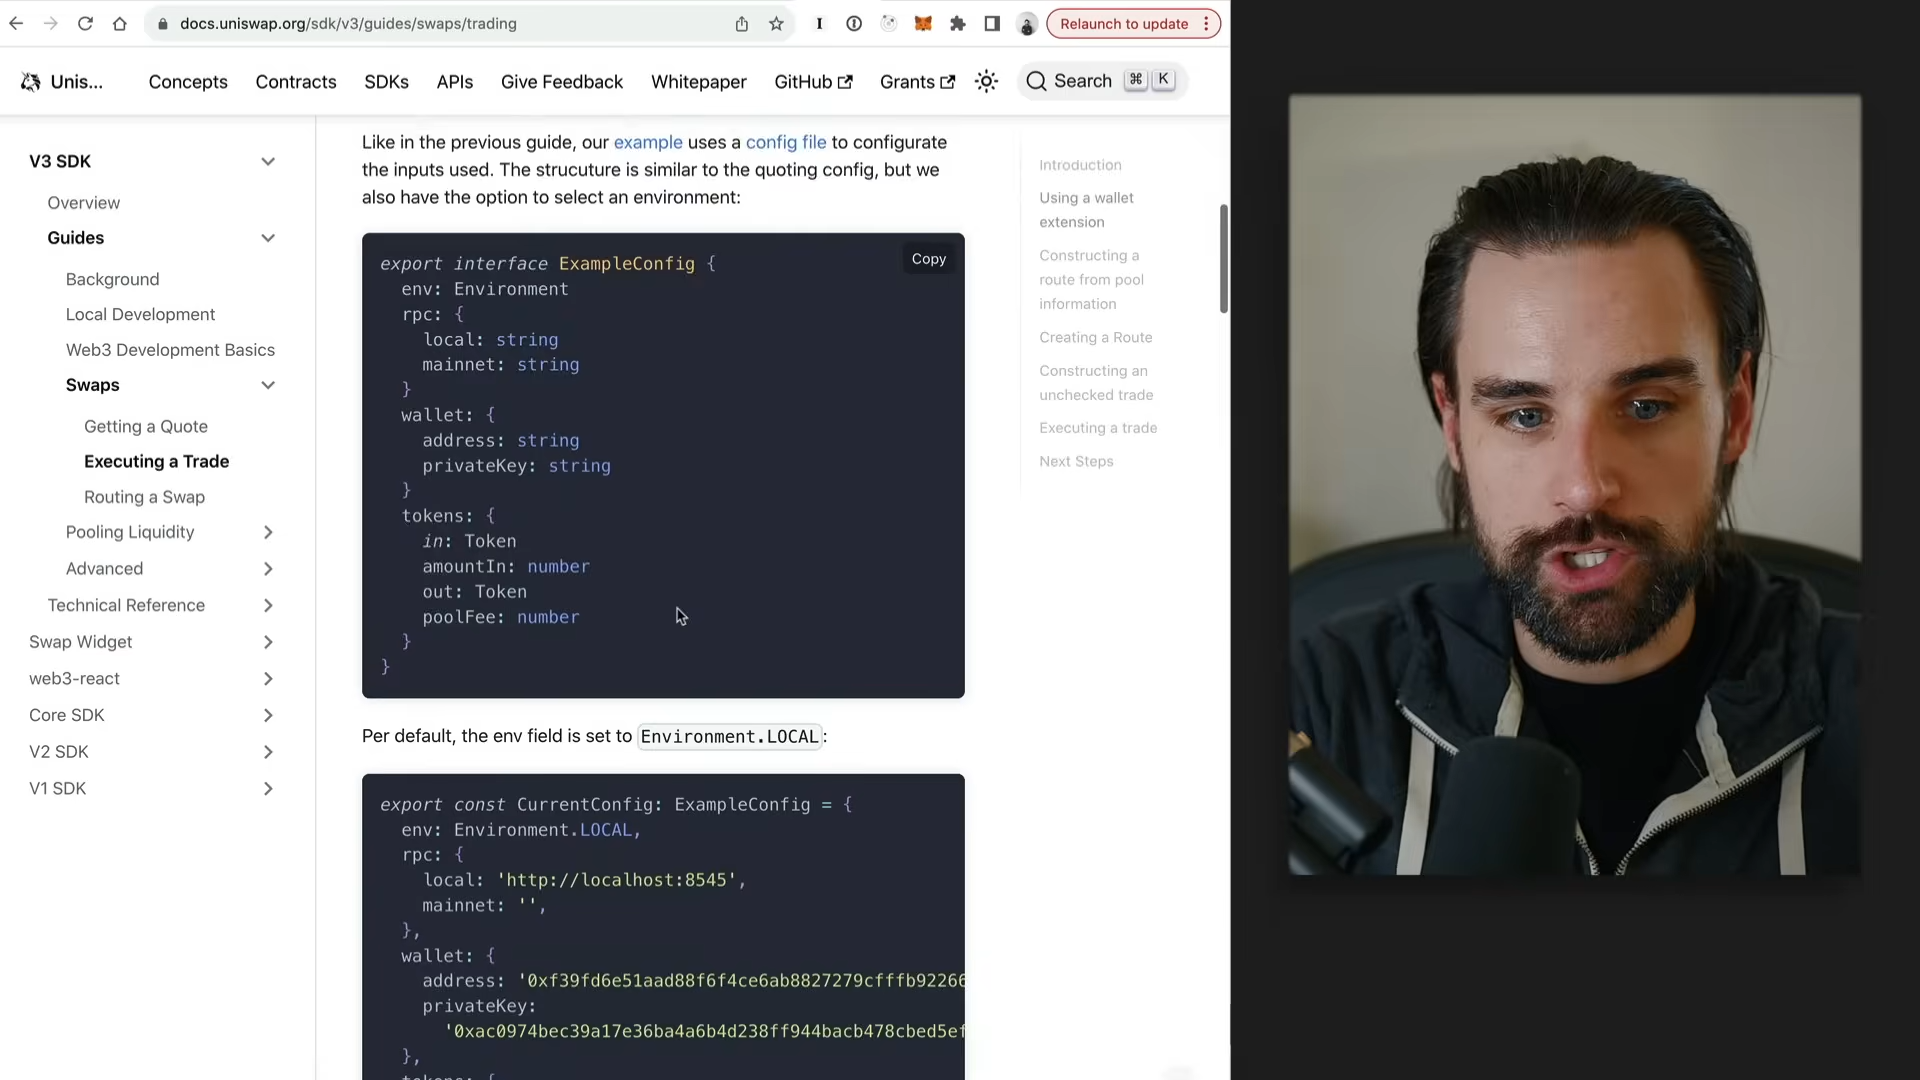 docs.uniswap.org/sdk/v3/guides/swaps/trading
Relaunch to update
Unis...
Concepts
Contracts
SDKs
APIs
Give Feedback
Whitepaper
GitHub
Grants
Search
⌘ K
V3 SDK
Overview
Guides
Background
Local Development
Web3 Development Basics
Swaps
Getting a Quote
Executing a Trade
Routing a Swap
Pooling Liquidity
Advanced
Technical Reference
Swap Widget
web3-react
Core SDK
V2 SDK
V1 SDK
Like in the previous guide, our example uses a config file to configurate
the inputs used. The strucuture is similar to the quoting config, but we
also have the option to select an environment:
Copy
export interface ExampleConfig {
env: Environment
rpc: {
local: string
mainnet: string
}
wallet: {
address: string
privateKey: string
}
tokens: {
in: Token
amountIn: number
out: Token
poolFee: number
}
}
Per default, the env field is set to Environment.LOCAL:
export const CurrentConfig: ExampleConfig = {
env: Environment.LOCAL,
rpc: {
local: 'http://localhost:8545',
mainnet: '',
},
wallet: {
address: '0xf39fd6e51aad88f6f4ce6ab8827279cfffb92266
privateKey:
'0xac0974bec39a17e36ba4a6b4d238ff944bacb478cbed5ef
},
tokens: {
Introduction
Using a wallet
extension
Constructing a
route from pool
information
Creating a Route
Constructing an
unchecked trade
Executing a trade
Next Steps